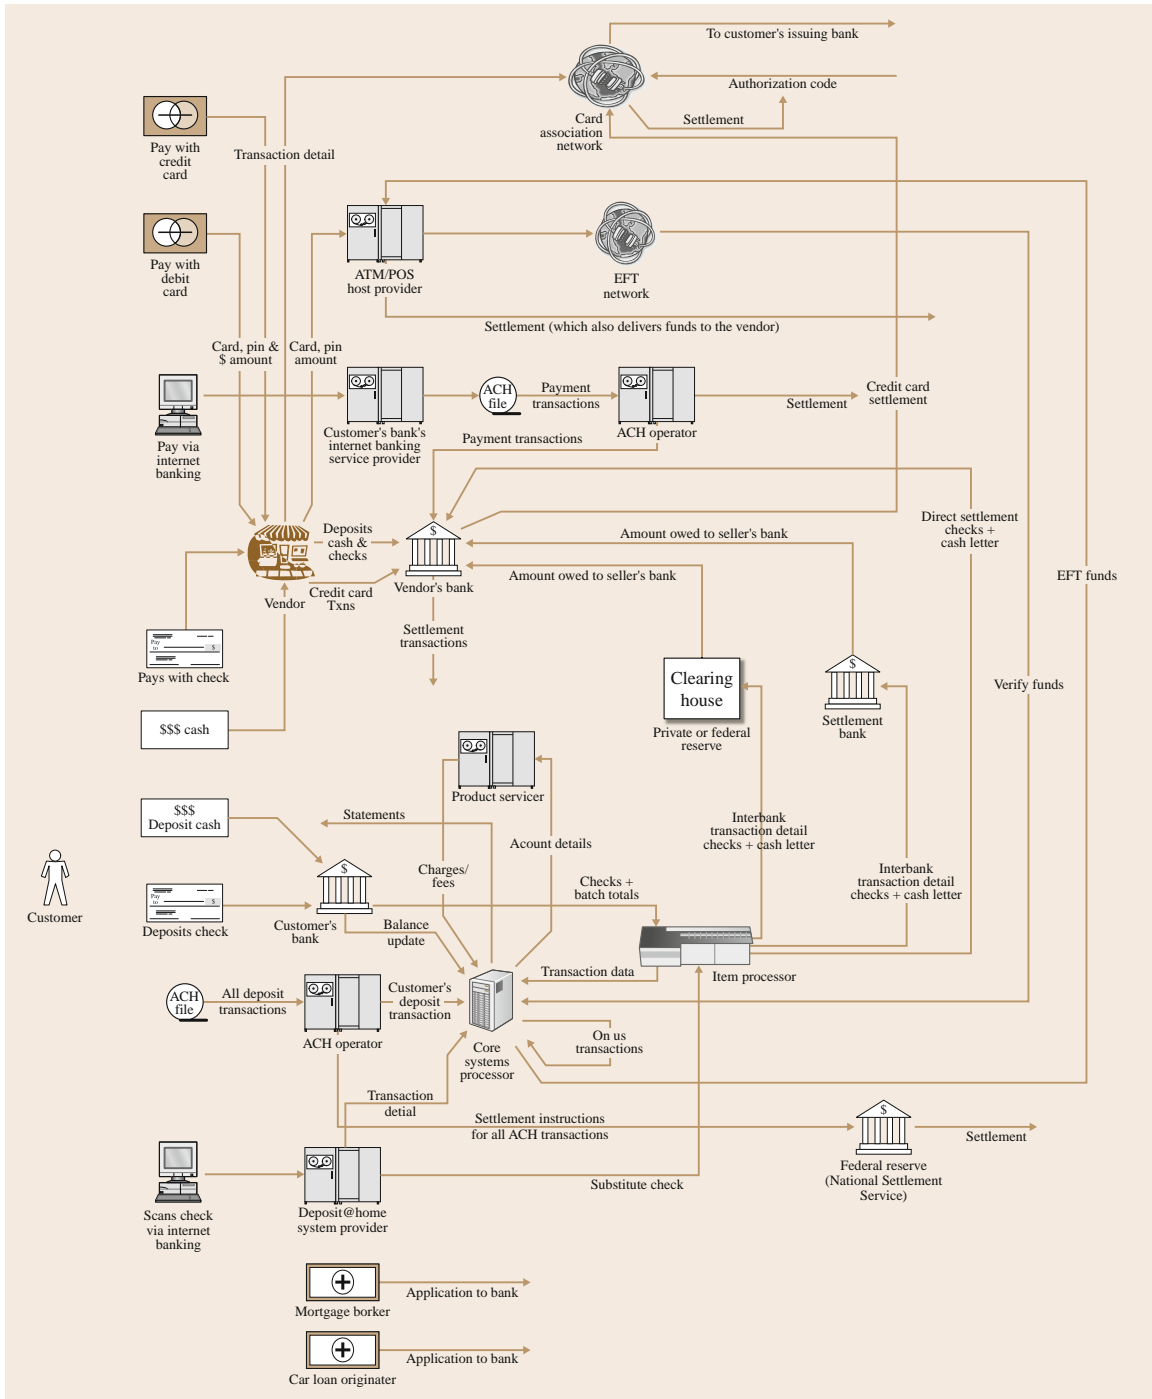 To customer's issuing bank
Authorization code
Settlement
Card
association
network
Pay with
credit
card
Transaction detail
Pay with
debit
card
ATM/POS
host provider
EFT
network
Settlement (which also delivers funds to the vendor)
Card, pin &
$ amount
Card, pin
amount
Pay via
internet
banking
Customer's bank's
internet banking
service provider
ACH
file
Payment
transactions
ACH operator
Settlement
Credit card
settlement
Payment transactions
Deposits
cash &
checks
$
Vendor's bank
Amount owed to seller's bank
Direct settlement
checks +
cash letter
Amount owed to seller's bank
EFT funds
Vendor
Credit card
Txns
Settlement
transactions
Pay
to
$
Pays with check
Clearing
house
Private or federal
reserve
$
Settlement
bank
Verify funds
$$$ cash
Product servicer
$$$
Deposit cash
Statements
Acount details
Interbank
transaction detail
checks + cash letter
Charges/
fees
Interbank
transaction detail
checks + cash letter
Customer
$
Customer's
bank
Pay
to
$
Deposits check
Checks +
batch totals
Balance
update
Item processor
Transaction data
ACH
file
All deposit
transactions
ACH operator
Customer's
deposit
transaction
Core
systems
processor
On us
transactions
Transaction
detial
Settlement instructions
for all ACH transactions
$
Federal reserve
(National Settlement
Service)
Settlement
Scans check
via internet
banking
Deposit@home
system provider
Substitute check
Mortgage borker
Application to bank
Car loan originater
Application to bank